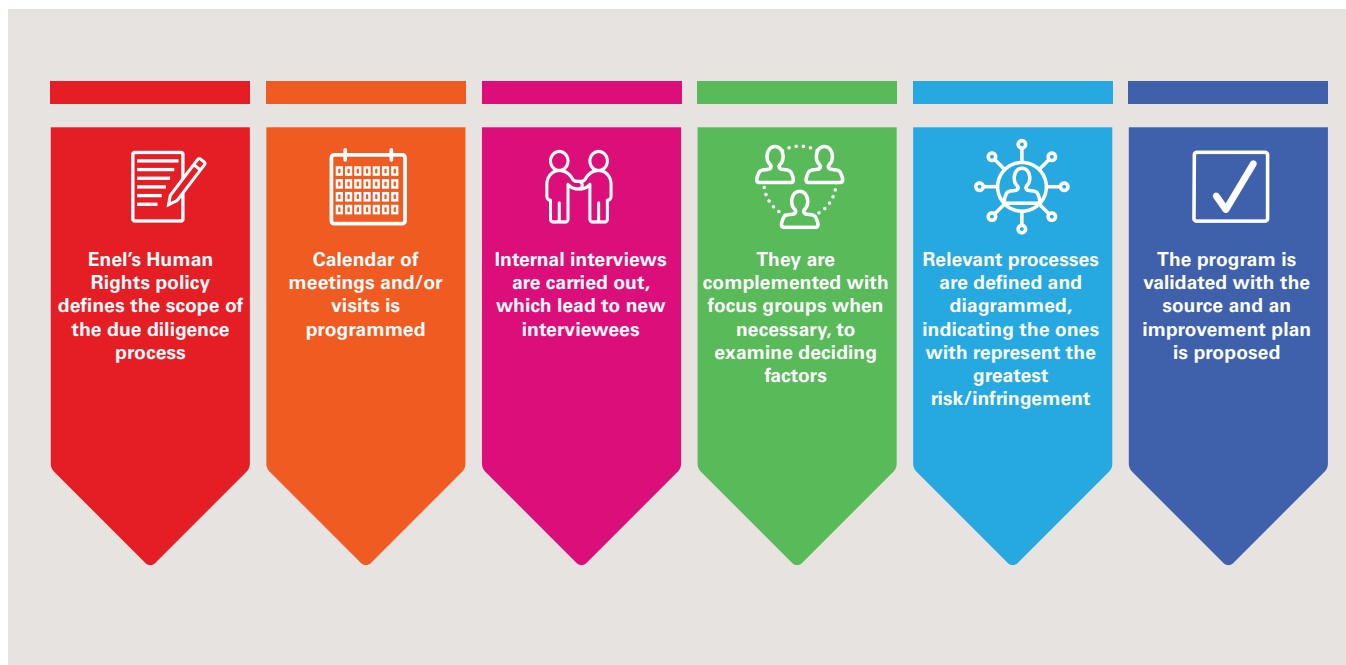 Enel's Human
Rights policy
defines the scope of
the due diligence
process
Calendar of
meetings and/or
visits is
programmed
Internal interviews
are carried out,
which lead to new
interviewees
They are
complemented with
focus groups when
necessary, to
examine deciding
factors
Relevant processes
are defined and
diagrammed,
indicating the ones
with represent the
greatest
risk/infringement
The program is
validated with the
source and an
improvement plan
is proposed